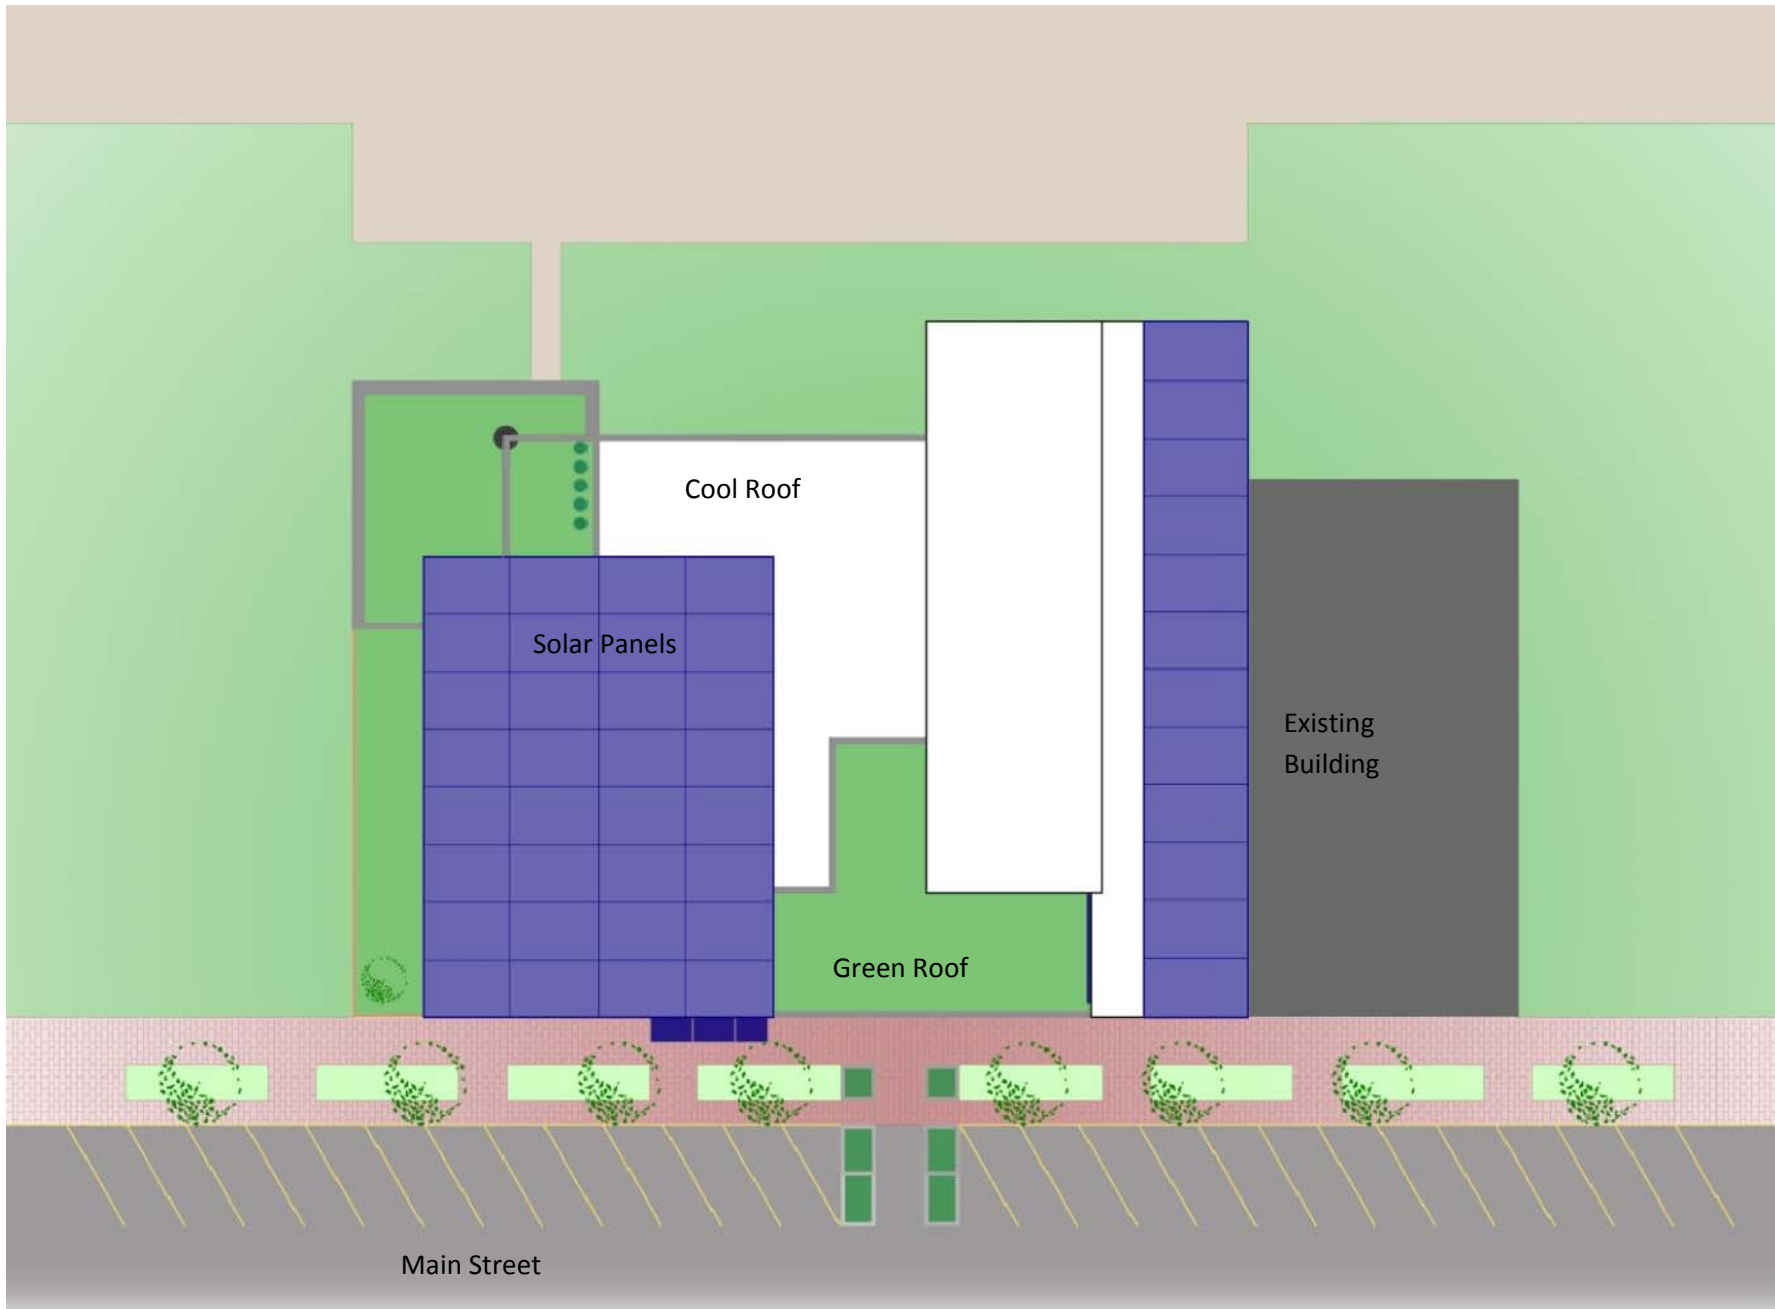 Cool Roof
Solar Panels
Existing
Building
Green Roof
Main Street